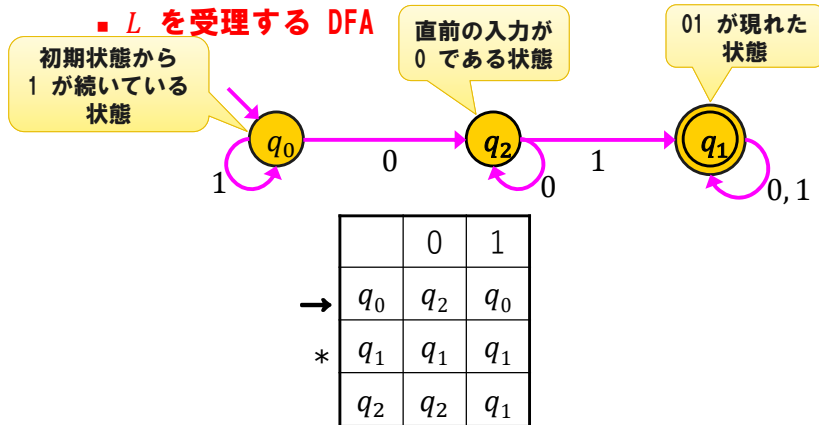 ▪ L を受理する DFA
初期状態から
1 が続いている
状態
直前の入力が
0 である状態
01 が現れた
状態
q₀
q₂
q₁
1
0
0
1
0, 1
0 1
→ q₀ q₂ q₀
* q₁ q₁ q₁
q₂ q₂ q₁